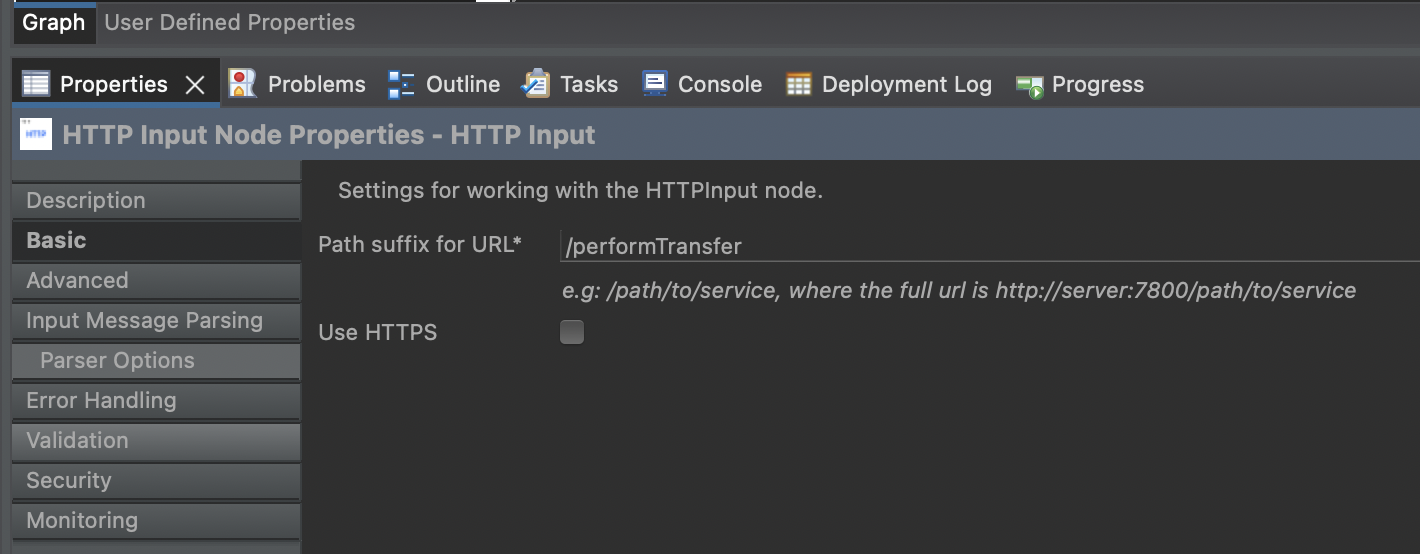 Graph User Defined Properties
Properties Problems Outline Tasks Console Deployment Log Progress
HTTP HTTP Input Node Properties - HTTP Input
Settings for working with the HTTPInput node.
Description
Basic
Advanced
Input Message Parsing
Parser Options
Error Handling
Validation
Security
Monitoring
Path suffix for URL* /performTransfer
e.g: /path/to/service, where the full url is http://server:7800/path/to/service
Use HTTPS